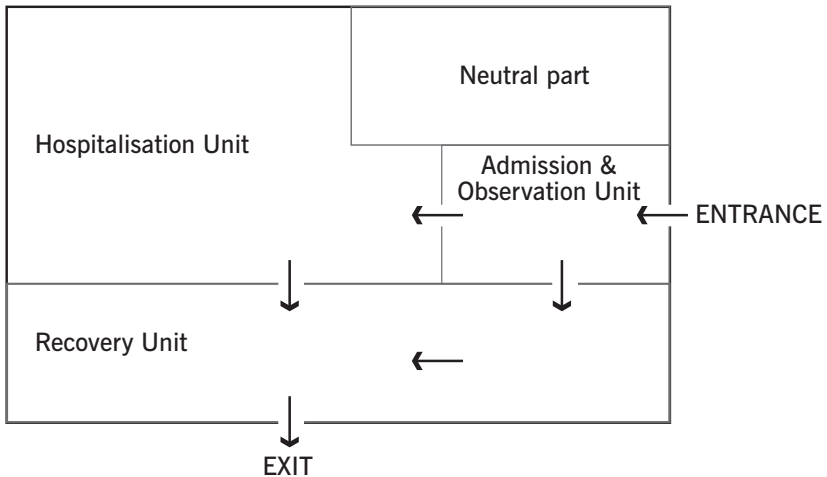 Neutral part
Hospitalisation Unit
Admission &
Observation Unit
ENTRANCE
Recovery Unit
EXIT